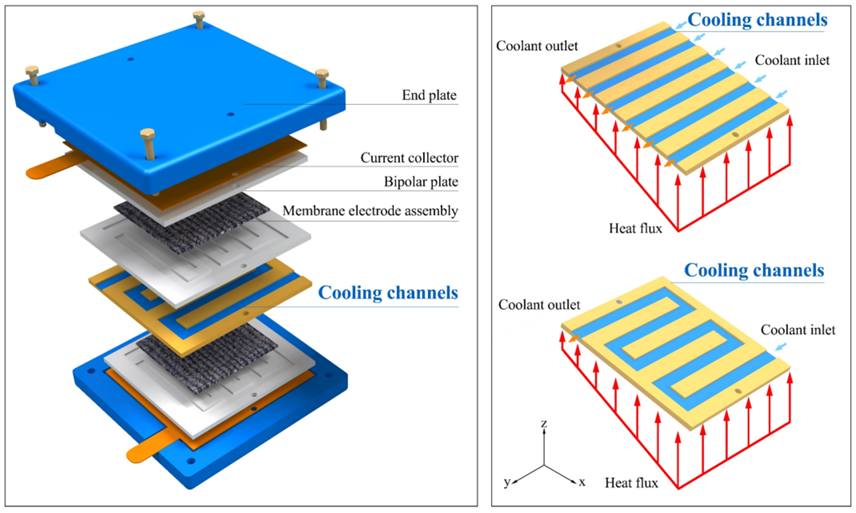 End plate
Current collector
Bipolar plate
Membrane electrode assembly
Cooling channels
Cooling channels
Coolant outlet
Coolant inlet
Heat flux
Cooling channels
Coolant outlet
Coolant inlet
z
y
x
Heat flux